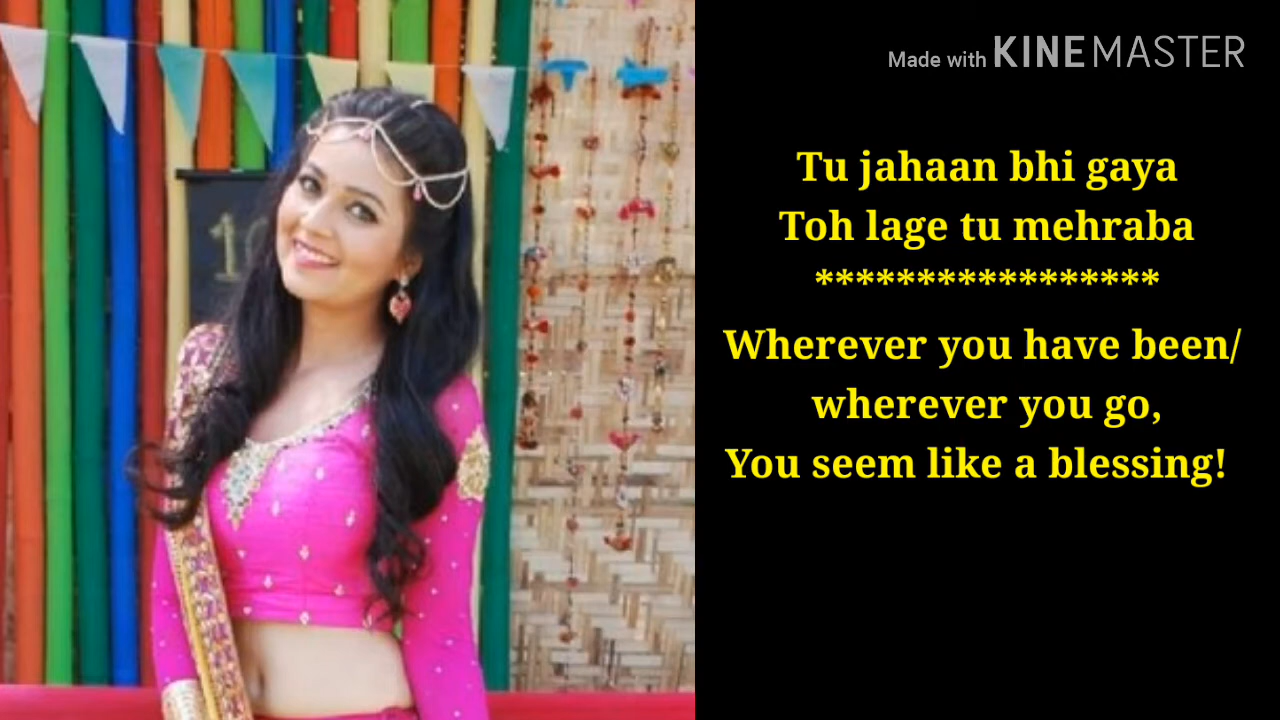 Made with KINEMASTER
Tu jahaan bhi gaya
Toh lage tu mehraba
*****************
Wherever you have been/
wherever you go,
You seem like a blessing!